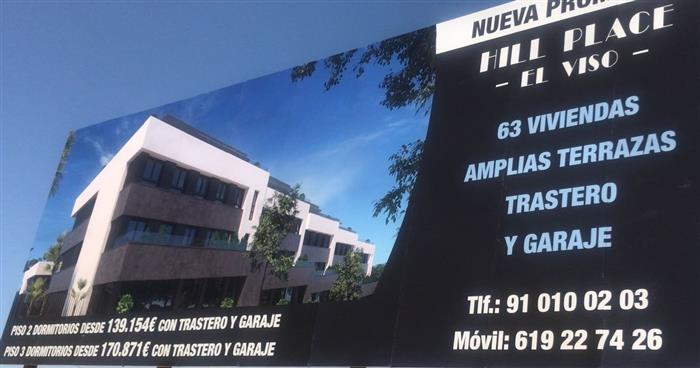 NUEVA
HILL PLACE
- EL VISO -
63 VIVIENDAS
AMPLIAS TERRAZAS
TRASTERO
Y GARAJE
Tlf.: 91 010 02 03
Móvil: 619 22 74 26
PISO 2 DORMITORIOS DESDE 139.154€ CON TRASTERO Y GARAJE
PISO 3 DORMITORIOS DESDE 170.871€ CON TRASTERO Y GARAJE